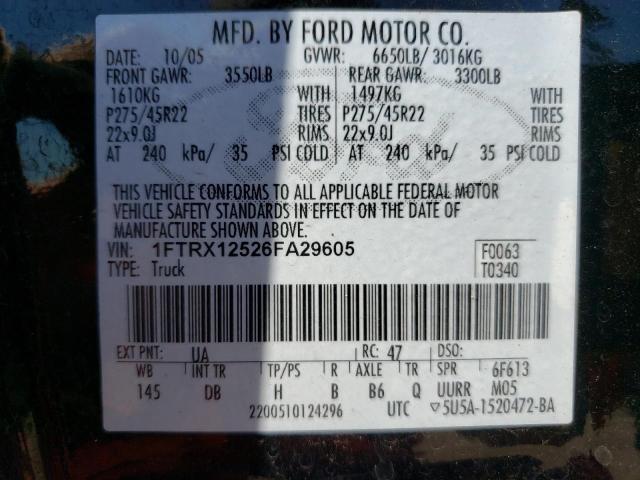 MFD. BY FORD MOTOR CO.
DATE: 10/05 GVWR: 6650LB/ 3016KG
FRONT GAWR: 3550LB REAR GAWR: 3300LB
1610KG WITH 1497KG WITH
P275/45R22 TIRES P275/45R22 TIRES
22x9.0J RIMS 22x9.0J RIMS
AT 240 kPa/ 35 PSI COLD AT 240 kPa/ 35 PSI COLD
THIS VEHICLE CONFORMS TO ALL APPLICABLE FEDERAL MOTOR
VEHICLE SAFETY STANDARDS IN EFFECT ON THE DATE OF
MANUFACTURE SHOWN ABOVE.
VIN: 1FTRX12526FA29605 F0063
TYPE: Truck T0340
EXT PNT: UA RC: 47 DSO:
WB INT TR TP/PS R AXLE TR SPR 6F613
145 DB H B B6 Q UURR M05
2200510124296 UTC ▽5U5A-1520472-BA
Ford